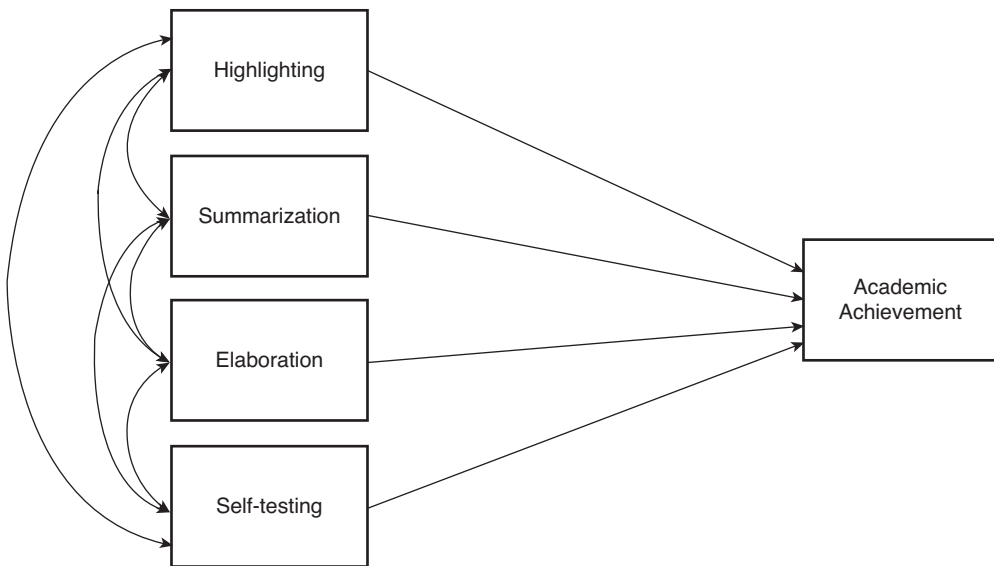 Highlighting
Summarization
Elaboration
Self-testing
Academic
Achievement